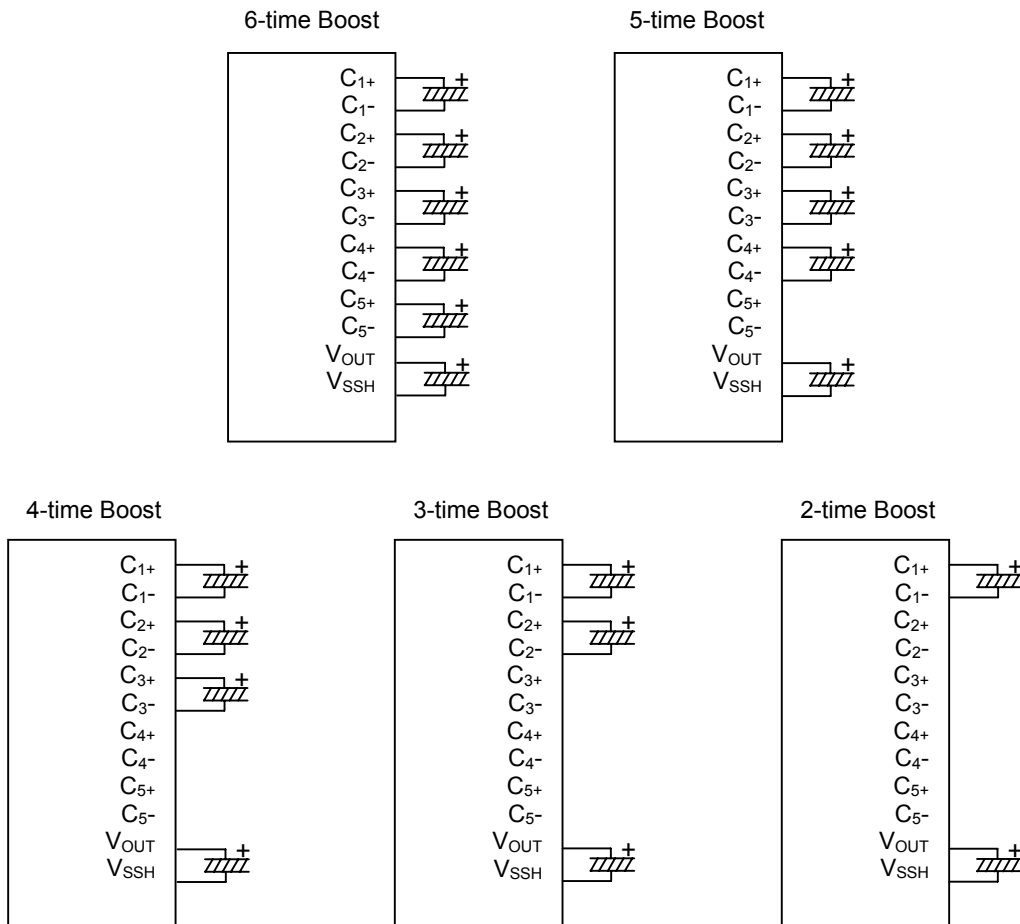 6-time Boost
C1+
+
C1-
C2+
+
C2-
C3+
+
C3-
C4+
+
C4-
C5+
+
C5-
VOUT
+
VSSH
5-time Boost
C1+
+
C1-
C2+
+
C2-
C3+
+
C3-
C4+
+
C4-
C5+
C5-
VOUT
+
VSSH
4-time Boost
C1+
+
C1-
C2+
+
C2-
C3+
+
C3-
C4+
C4-
C5+
C5-
VOUT
+
VSSH
3-time Boost
C1+
+
C1-
C2+
+
C2-
C3+
C3-
C4+
C4-
C5+
C5-
VOUT
+
VSSH
2-time Boost
C1+
+
C1-
C2+
C2-
C3+
C3-
C4+
C4-
C5+
C5-
VOUT
+
VSSH